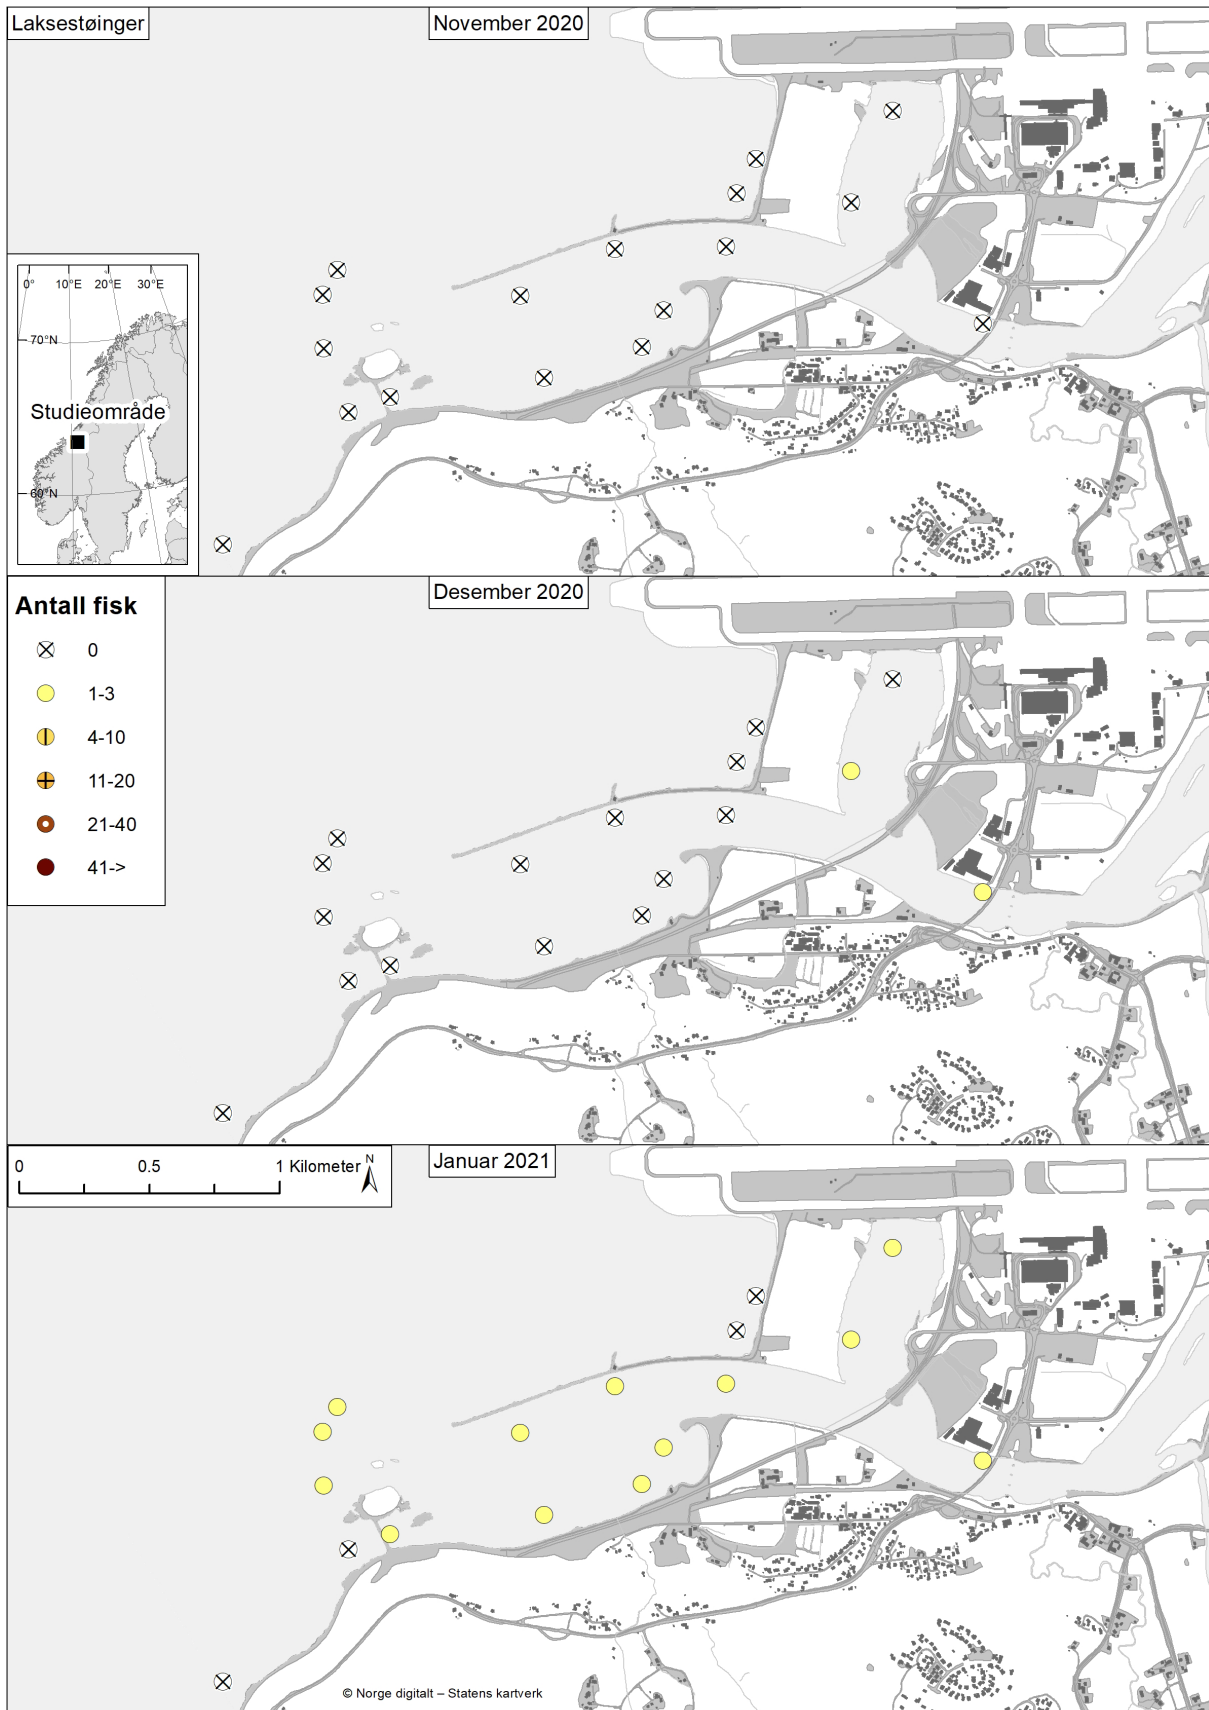 Laksestøinger
November 2020
0° 10°E 20°E 30°E
70°N
Studieområde
60°N
Desember 2020
Antall fisk
0
1-3
4-10
11-20
21-40
41->
Januar 2021
0 0.5 1 Kilometer N
© Norge digitalt – Statens kartverk